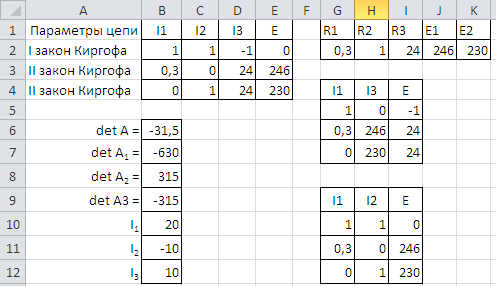 A B C D E F G H I J K
1 Параметры цепи I1 I2 I3 E R1 R2 R3 E1 E2
2 I закон Киргофа 1 1 -1 0 0,3 1 24 246 230
3 II закон Киргофа 0,3 0 24 246
4 II закон Киргофа 0 1 24 230 I1 I3 E
5 1 0 -1
6 det A = -31,5 0,3 246 24
7 det A1 = -630 0 230 24
8 det A2 = 315
9 det A3 = -315 I1 I2 E
10 I1 20 1 1 0
11 I2 -10 0,3 0 246
12 I3 10 0 1 230